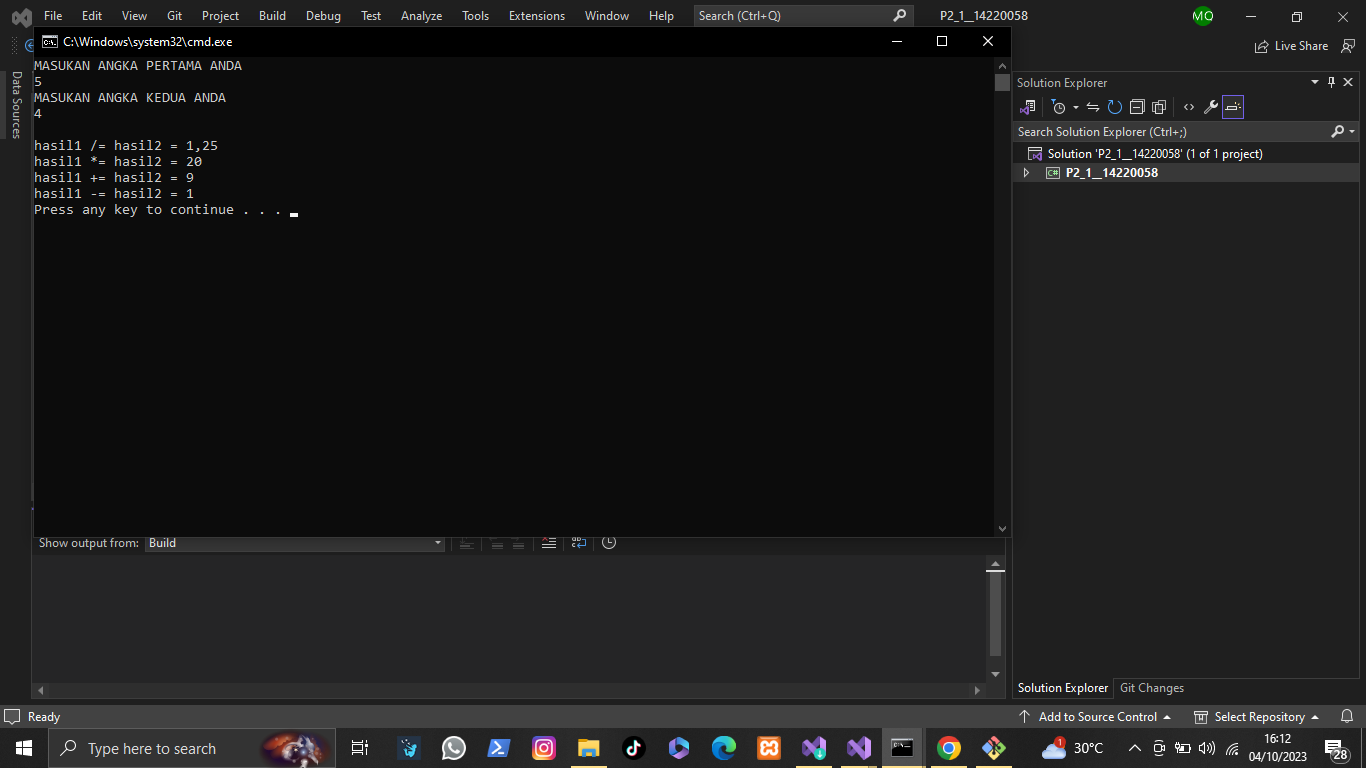 File Edit View Git Project Build Debug Test Analyze Tools Extensions Window Help Search (Ctrl+Q) P2_1__14220058 MO
Live Share
C:\Windows\system32\cmd.exe
MASUKAN ANGKA PERTAMA ANDA
5
MASUKAN ANGKA KEDUA ANDA
4
hasil1 /= hasil2 = 1,25
hasil1 *= hasil2 = 20
hasil1 += hasil2 = 9
hasil1 -= hasil2 = 1
Press any key to continue . . .
Data Sources
Solution Explorer
Search Solution Explorer (Ctrl+;)
Solution 'P2_1__14220058' (1 of 1 project)
C# P2_1__14220058
Show output from: Build
Solution Explorer Git Changes
Ready Add to Source Control Select Repository
Type here to search 1 30°C 16:12
04/10/2023 28